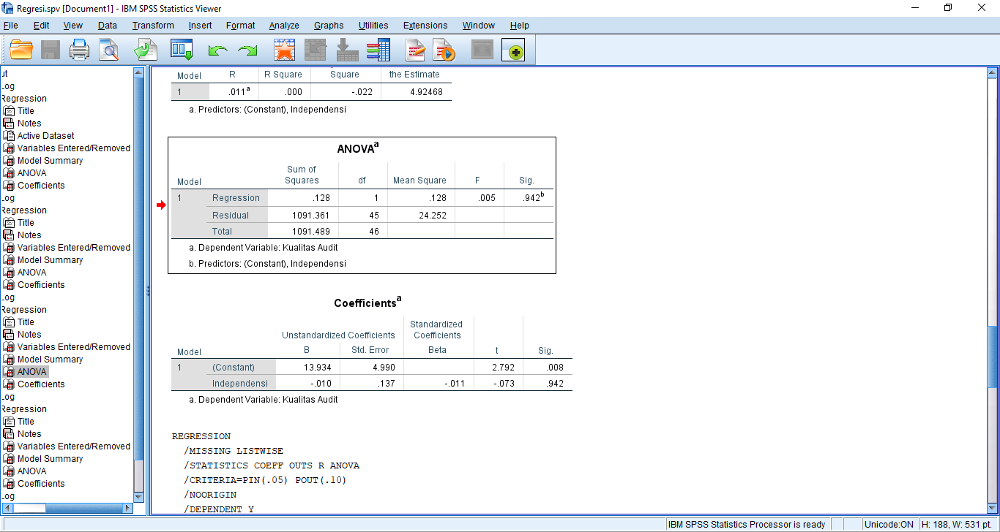 Regresi.spv [Document1] - IBM SPSS Statistics Viewer
File Edit View Data Transform Insert Format Analyze Graphs Utilities Extensions Window Help
ut
Log
Regression
Title
Notes
Active Dataset
Variables Entered/Removed
Model Summary
ANOVA
Coefficients
Log
Regression
Title
Notes
Variables Entered/Removed
Model Summary
ANOVA
Coefficients
Log
Regression
Title
Notes
Variables Entered/Removed
Model Summary
ANOVA
Coefficients
Log
Regression
Title
Notes
Variables Entered/Removed
Model Summary
ANOVA
Coefficients
Log
Model R R Square Square the Estimate
1 .011a .000 -.022 4.92468
a. Predictors: (Constant), Independensi
ANOVAa
Model Sum of Squares df Mean Square F Sig.
1 Regression .128 1 .128 .005 .942b
Residual 1091.361 45 24.252
Total 1091.489 46
a. Dependent Variable: Kualitas Audit
b. Predictors: (Constant), Independensi
Coefficientsa
Unstandardized Coefficients Standardized Coefficients
Model B Std. Error Beta t Sig.
1 (Constant) 13.934 4.990 2.792 .008
Independensi -.010 .137 -.011 -.073 .942
a. Dependent Variable: Kualitas Audit
REGRESSION
/MISSING LISTWISE
/STATISTICS COEFF OUTS R ANOVA
/CRITERIA=PIN(.05) POUT(.10)
/NOORIGIN
/DEPENDENT Y
IBM SPSS Statistics Processor is ready Unicode:ON H: 188, W: 531 pt.